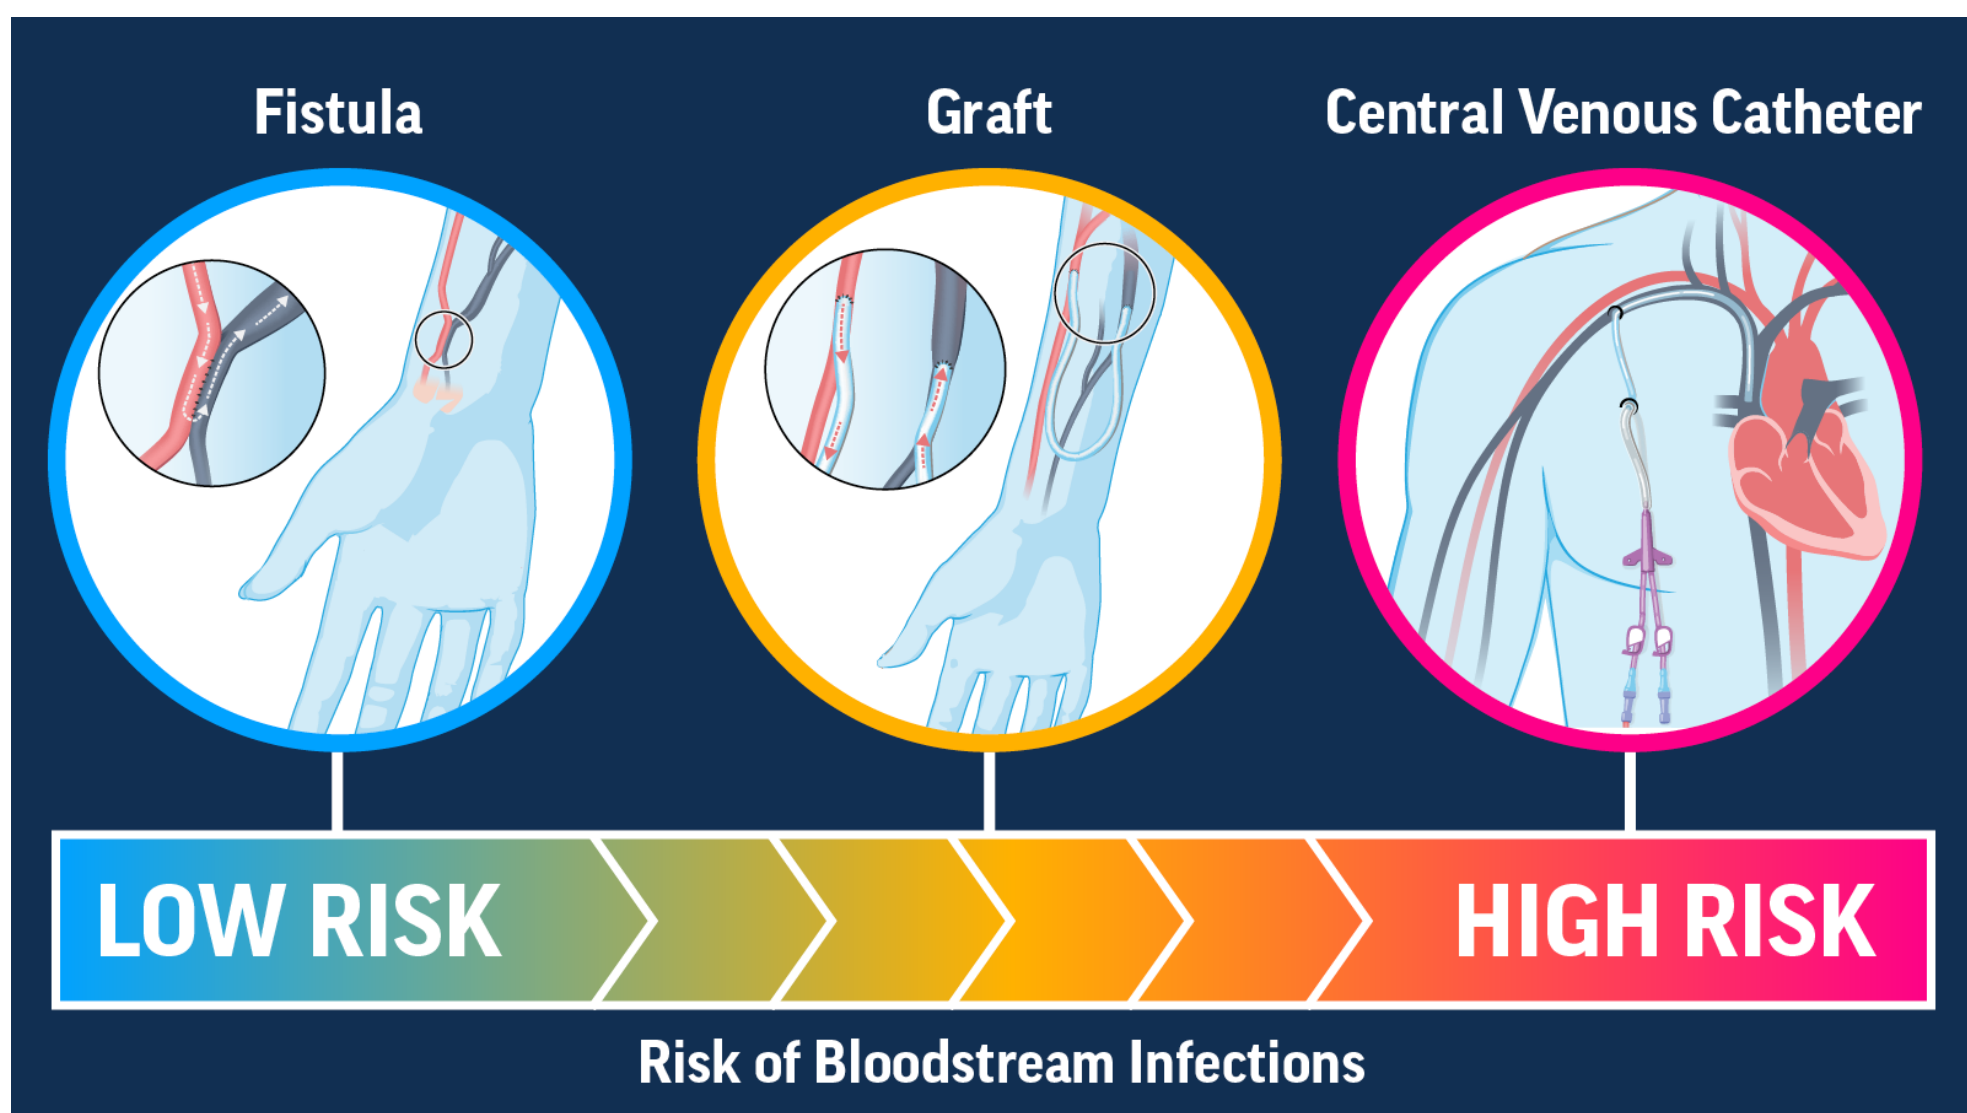 Fistula
Graft
Central Venous Catheter
LOW RISK
HIGH RISK
Risk of Bloodstream Infections